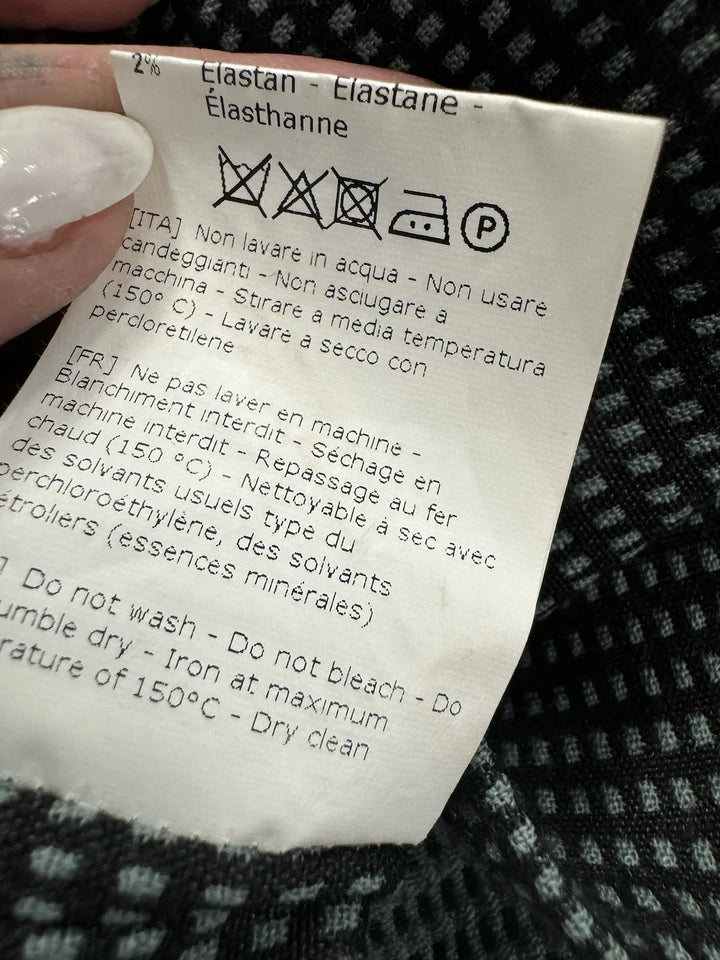 2% Elastan - Elastane -
Élasthanne
P
[ITA] Non lavare in acqua - Non usare
candeggianti - Non asciugare a
macchina - Stirare a media temperatura
(150° C) - Lavare a secco con
percloretilene
[FR] Ne pas laver en machine -
Blanchiment interdit - Séchage en
machine interdit - Repassage au fer
chaud (150 °C) - Nettoyable à sec avec
des solvants usuels type du
perchloroéthylène, des solvants
étroliers (essences minérales)
] Do not wash - Do not bleach - Do
umble dry - Iron at maximum
rature of 150°C - Dry clean